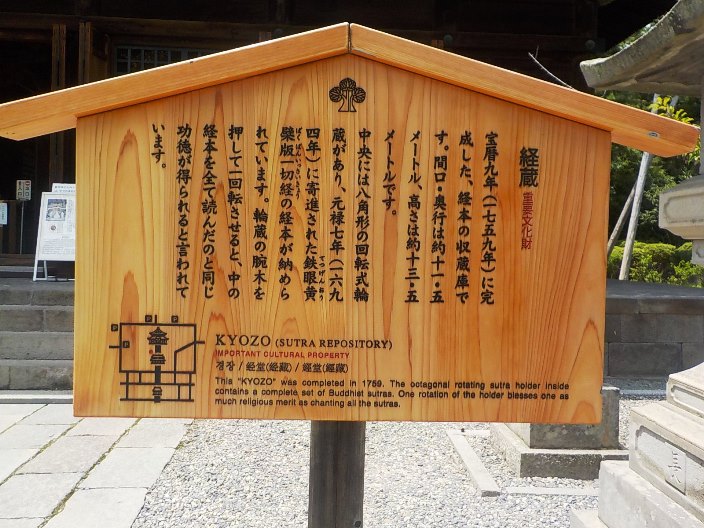 経蔵 重要文化財
宝暦九年（一七五九年）に完
成した、経本の収蔵庫で
す。間口・奥行は約十一・五
メートル、高さは約十三・五
メートルです。
中央には八角形の回転式輪
蔵があり、元禄七年（一六九
四年）に寄進された鉄眼黄
檗版一切経の経本が納めら
れています。輪蔵の腕木を
押して一回転させると、中の
経本を全て読んだのと同じ
功徳が得られると言われて
います。
KYOZO (SUTRA REPOSITORY)
IMPORTANT CULTURAL PROPERTY
경장 / 经堂(经藏) / 經堂(經藏)
This "KYOZO" was completed in 1759. The octagonal rotating sutra holder inside
contains a complete set of Buddhist sutras. One rotation of the holder blesses one as
much religious merit as chanting all the sutras.